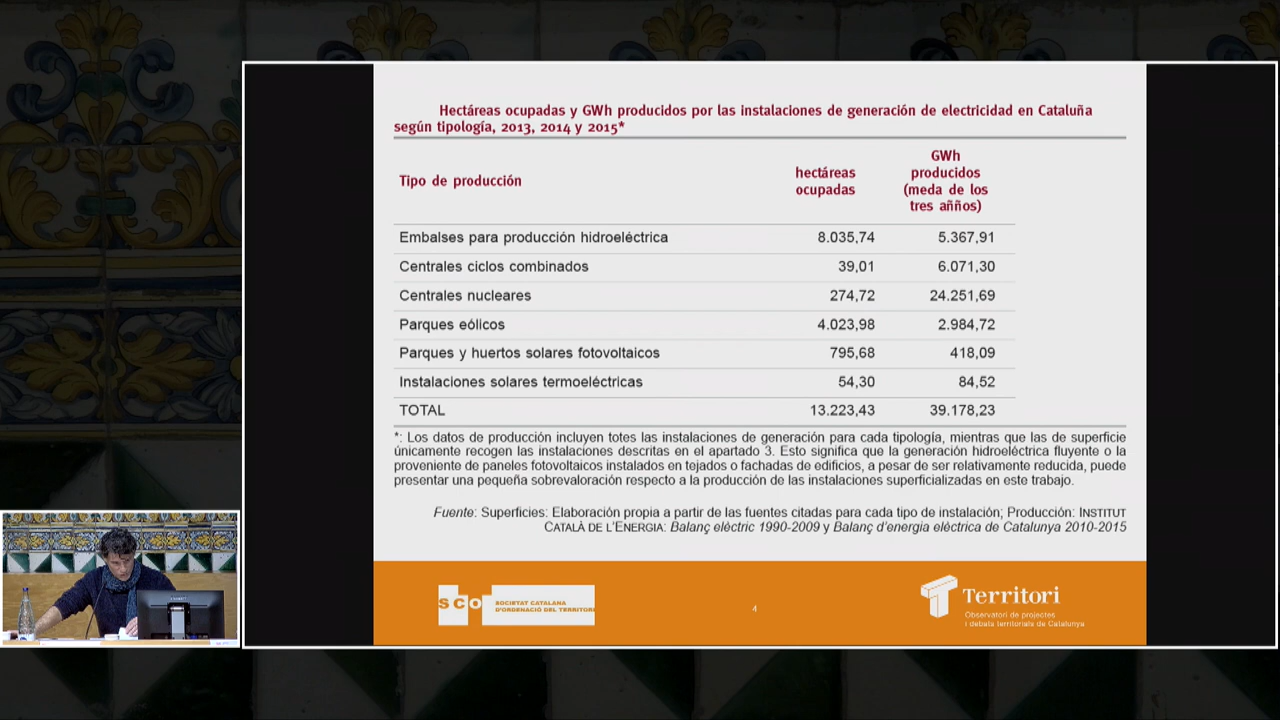 Hectáreas ocupadas y GWh producidos por las instalaciones de generación de electricidad en Cataluña
según tipología, 2013, 2014 y 2015*
Tipo de producción
hectáreas
ocupadas
GWh
producidos
(meda de los
tres aññños)
Embalses para producción hidroeléctrica 8.035,74 5.367,91
Centrales ciclos combinados 39,01 6.071,30
Centrales nucleares 274,72 24.251,69
Parques eólicos 4.023,98 2.984,72
Parques y huertos solares fotovoltaicos 795,68 418,09
Instalaciones solares termoeléctricas 54,30 84,52
TOTAL 13.223,43 39.178,23
*: Los datos de producción incluyen totes las instalaciones de generación para cada tipología, mientras que las de superficie
únicamente recogen las instalaciones descritas en el apartado 3. Esto significa que la generación hidroeléctrica fluyente o la
proveniente de paneles fotovoltaicos instalados en tejados o fachadas de edificios, a pesar de ser relativamente reducida, puede
presentar una pequeña sobrevaloración respecto a la producción de las instalaciones superficializadas en este trabajo.
Fuente: Superficies: Elaboración propia a partir de las fuentes citadas para cada tipo de instalación; Producción: INSTITUT
CATALÀ DE L'ENERGIA: Balanç elèctric 1990-2009 y Balanç d'energia elèctrica de Catalunya 2010-2015
SCOT
SOCIETAT CATALANA
D'ORDENACIÓ DEL TERRITORI
4
Territori
Observatori de projectes
i debats territorials de Catalunya